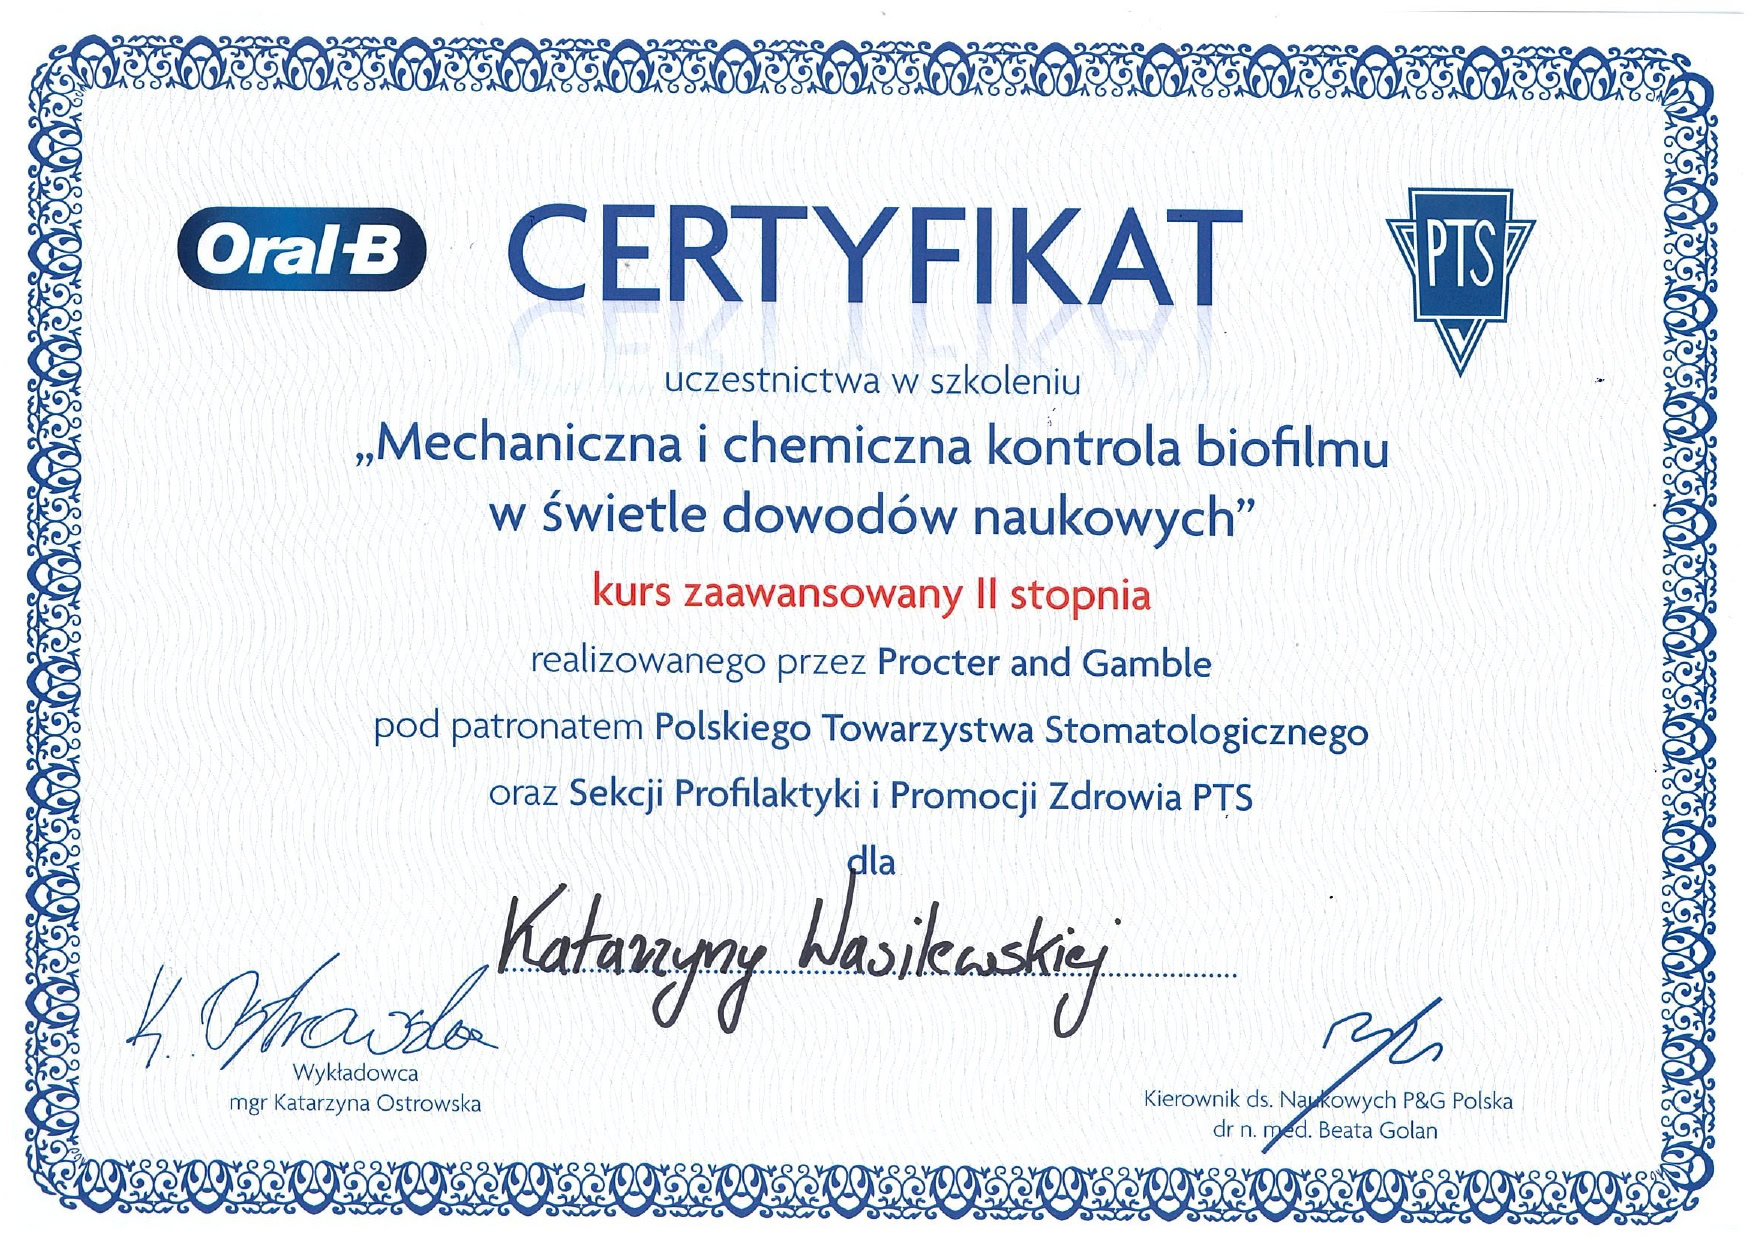 Oral-B
CERTYFIKAT
PTS
uczestnictwa w szkoleniu
„Mechaniczna i chemiczna kontrola biofilmu
w świetle dowodów naukowych”
kurs zaawansowany II stopnia
realizowanego przez Procter and Gamble
pod patronatem Polskiego Towarzystwa Stomatologicznego
oraz Sekcji Profilaktyki i Promocji Zdrowia PTS
dla
Katarzyny Wasilewskiej
K. Ostrowska
Wykładowca
mgr Katarzyna Ostrowska
Kierownik ds. Naukowych P&G Polska
dr n. med. Beata Golan